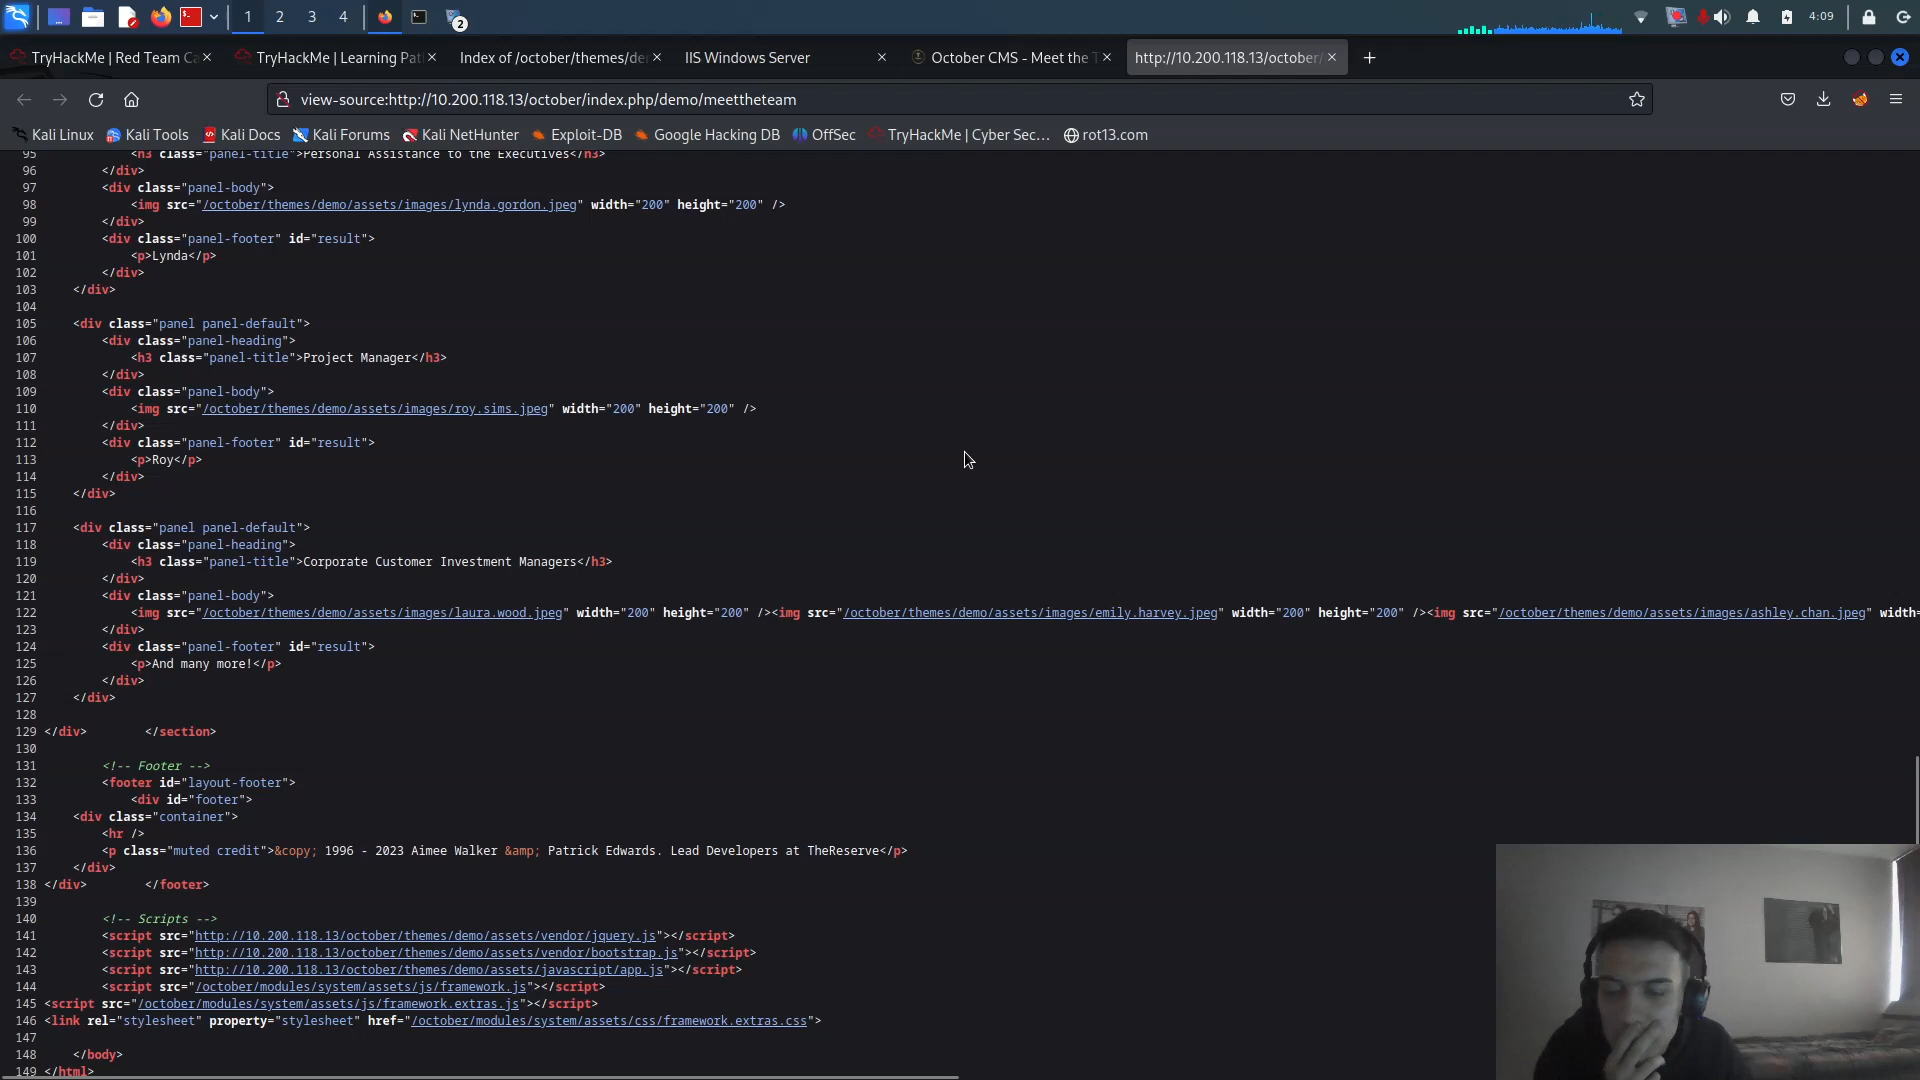 1 2 3 4 2 4:09
TryHackMe | Red Team Ca TryHackMe | Learning Pat Index of /october/themes/de IIS Windows Server October CMS - Meet the T http://10.200.118.13/october/
view-source:http://10.200.118.13/october/index.php/demo/meettheteam
Kali Linux Kali Tools Kali Docs Kali Forums Kali NetHunter Exploit-DB Google Hacking DB OffSec TryHackMe | Cyber Sec... rot13.com
95 <h3 class="panel-title">Personal Assistance to the Executives</h3>
96 </div>
97 <div class="panel-body">
98 <img src="/october/themes/demo/assets/images/lynda.gordon.jpeg" width="200" height="200" />
99 </div>
100 <div class="panel-footer" id="result">
101 <p>Lynda</p>
102 </div>
103 </div>
104
105 <div class="panel panel-default">
106 <div class="panel-heading">
107 <h3 class="panel-title">Project Manager</h3>
108 </div>
109 <div class="panel-body">
110 <img src="/october/themes/demo/assets/images/roy.sims.jpeg" width="200" height="200" />
111 </div>
112 <div class="panel-footer" id="result">
113 <p>Roy</p>
114 </div>
115 </div>
116
117 <div class="panel panel-default">
118 <div class="panel-heading">
119 <h3 class="panel-title">Corporate Customer Investment Managers</h3>
120 </div>
121 <div class="panel-body">
122 <img src="/october/themes/demo/assets/images/laura.wood.jpeg" width="200" height="200" /><img src="/october/themes/demo/assets/images/emily.harvey.jpeg" width="200" height="200" /><img src="/october/themes/demo/assets/images/ashley.chan.jpeg" width=
123 </div>
124 <div class="panel-footer" id="result">
125 <p>And many more!</p>
126 </div>
127 </div>
128
129 </div> </section>
130
131 <!-- Footer -->
132 <footer id="layout-footer">
133 <div id="footer">
134 <div class="container">
135 <hr />
136 <p class="muted credit">&copy; 1996 - 2023 Aimee Walker &amp; Patrick Edwards. Lead Developers at TheReserve</p>
137 </div>
138 </div> </footer>
139
140 <!-- Scripts -->
141 <script src="http://10.200.118.13/october/themes/demo/assets/vendor/jquery.js"></script>
142 <script src="http://10.200.118.13/october/themes/demo/assets/vendor/bootstrap.js"></script>
143 <script src="http://10.200.118.13/october/themes/demo/assets/javascript/app.js"></script>
144 <script src="/october/modules/system/assets/js/framework.js"></script>
145 <script src="/october/modules/system/assets/js/framework.extras.js"></script>
146 <link rel="stylesheet" property="stylesheet" href="/october/modules/system/assets/css/framework.extras.css">
147
148 </body>
149 </html>